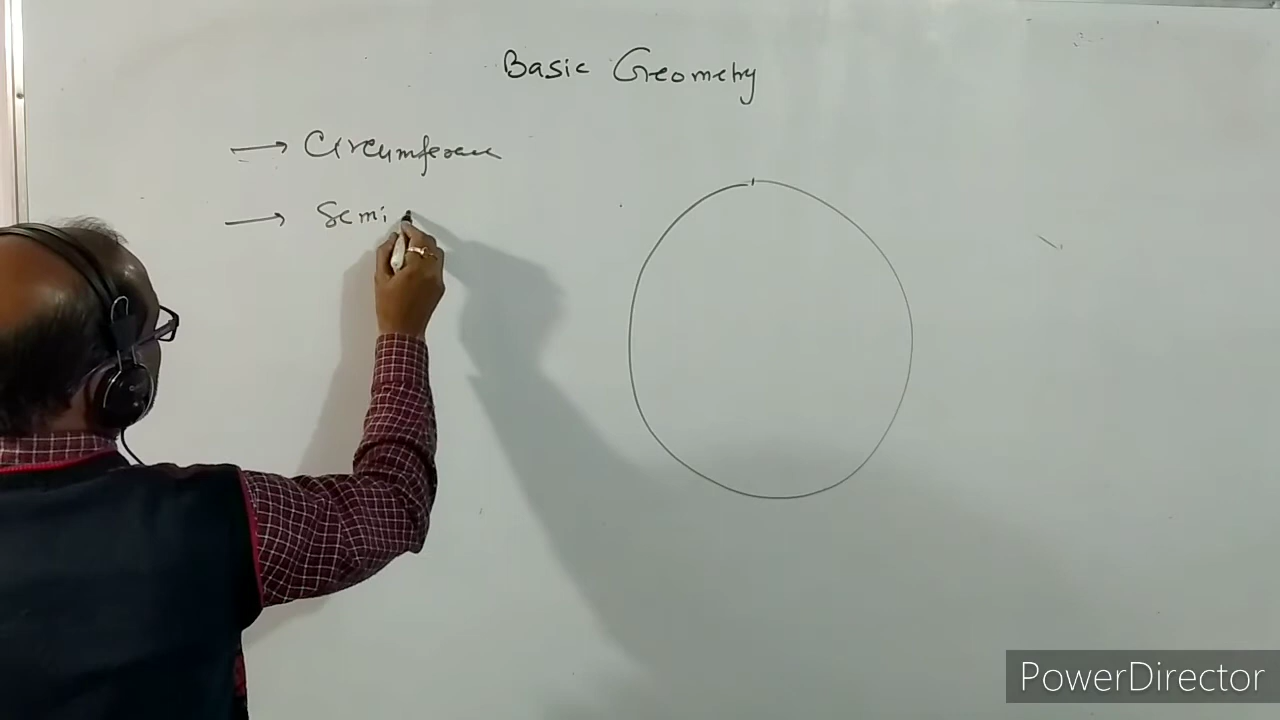 Basic Geometry
→ Circumference
→ Semi
PowerDirector